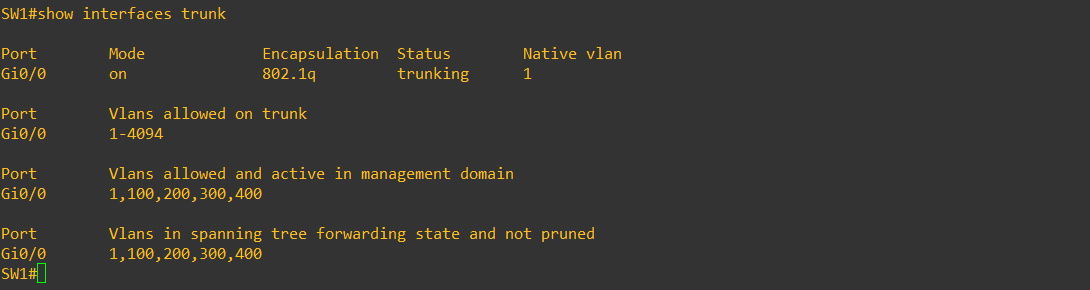 SW1#show interfaces trunk
Port        Mode             Encapsulation  Status        Native vlan
Gi0/0       on               802.1q         trunking      1
Port        Vlans allowed on trunk
Gi0/0       1-4094
Port        Vlans allowed and active in management domain
Gi0/0       1,100,200,300,400
Port        Vlans in spanning tree forwarding state and not pruned
Gi0/0       1,100,200,300,400
SW1#